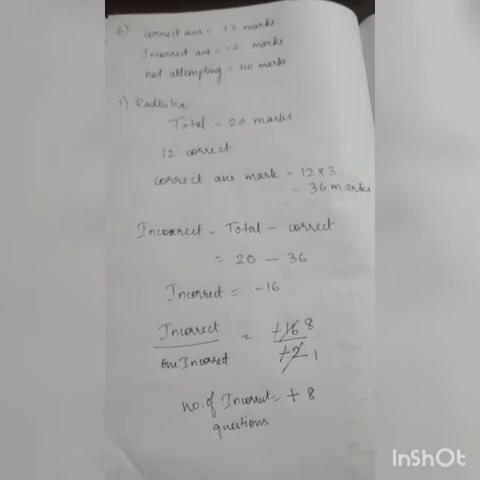 6) correct ans = +3 marks
Incorrect ans = -2 marks
not attempting = no marks
1) Radhika
Total - 20 marks
12 correct
correct ans mark = 12 x 3
= 36 marks
Incorrect = Total - correct
= 20 - 36
Incorrect = -16
Incorrect / One Incorrect = +16 8 / +2 1
no. of Incorrect = + 8
questions
InShOt